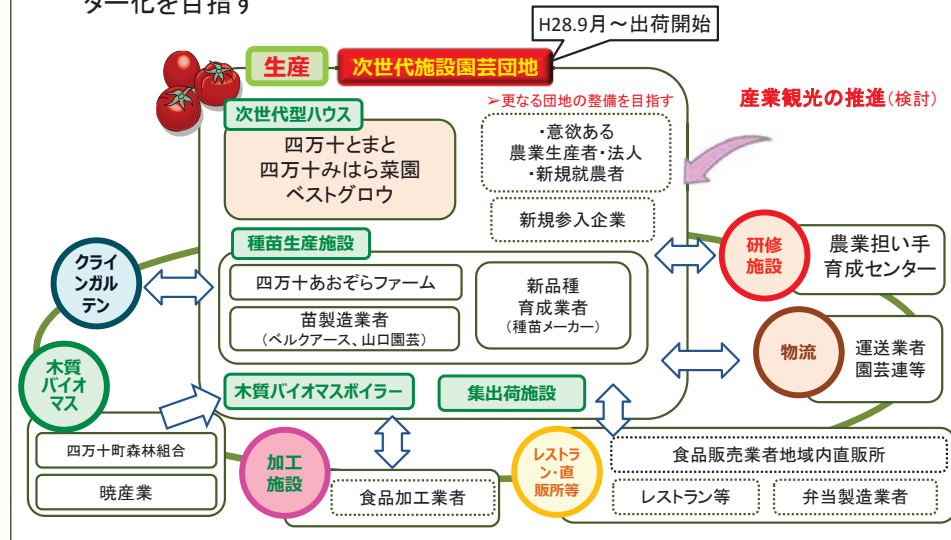 ター化を目指す
H28.9月～出荷開始
生産
次世代施設園芸団地
➢更なる団地の整備を目指す
産業観光の推進(検討)
次世代型ハウス
四万十とまと
四万十みはら菜園
ベストグロウ
・意欲ある
農業生産者・法人
・新規就農者
新規参入企業
種苗生産施設
四万十あおぞらファーム
苗製造業者
(ベルクアース、山口園芸)
新品種
育成業者
(種苗メーカー)
クライ
ンガル
テン
研修
施設
農業担い手
育成センター
物流
運送業者
園芸連等
木質
バイオ
マス
木質バイオマスボイラー
集出荷施設
四万十町森林組合
暁産業
加工
施設
食品加工業者
レストラ
ン・直
販所等
食品販売業者地域内直販所
レストラン等
弁当製造業者